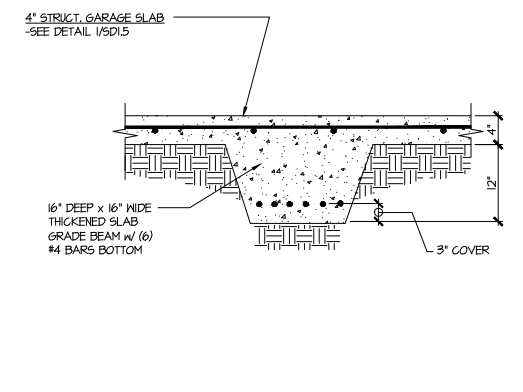 4" STRUCT. GARAGE SLAB
-SEE DETAIL 1/SD1.5
4"
12"
16" DEEP x 16" WIDE
THICKENED SLAB
GRADE BEAM w/ (6)
#4 BARS BOTTOM
3" COVER